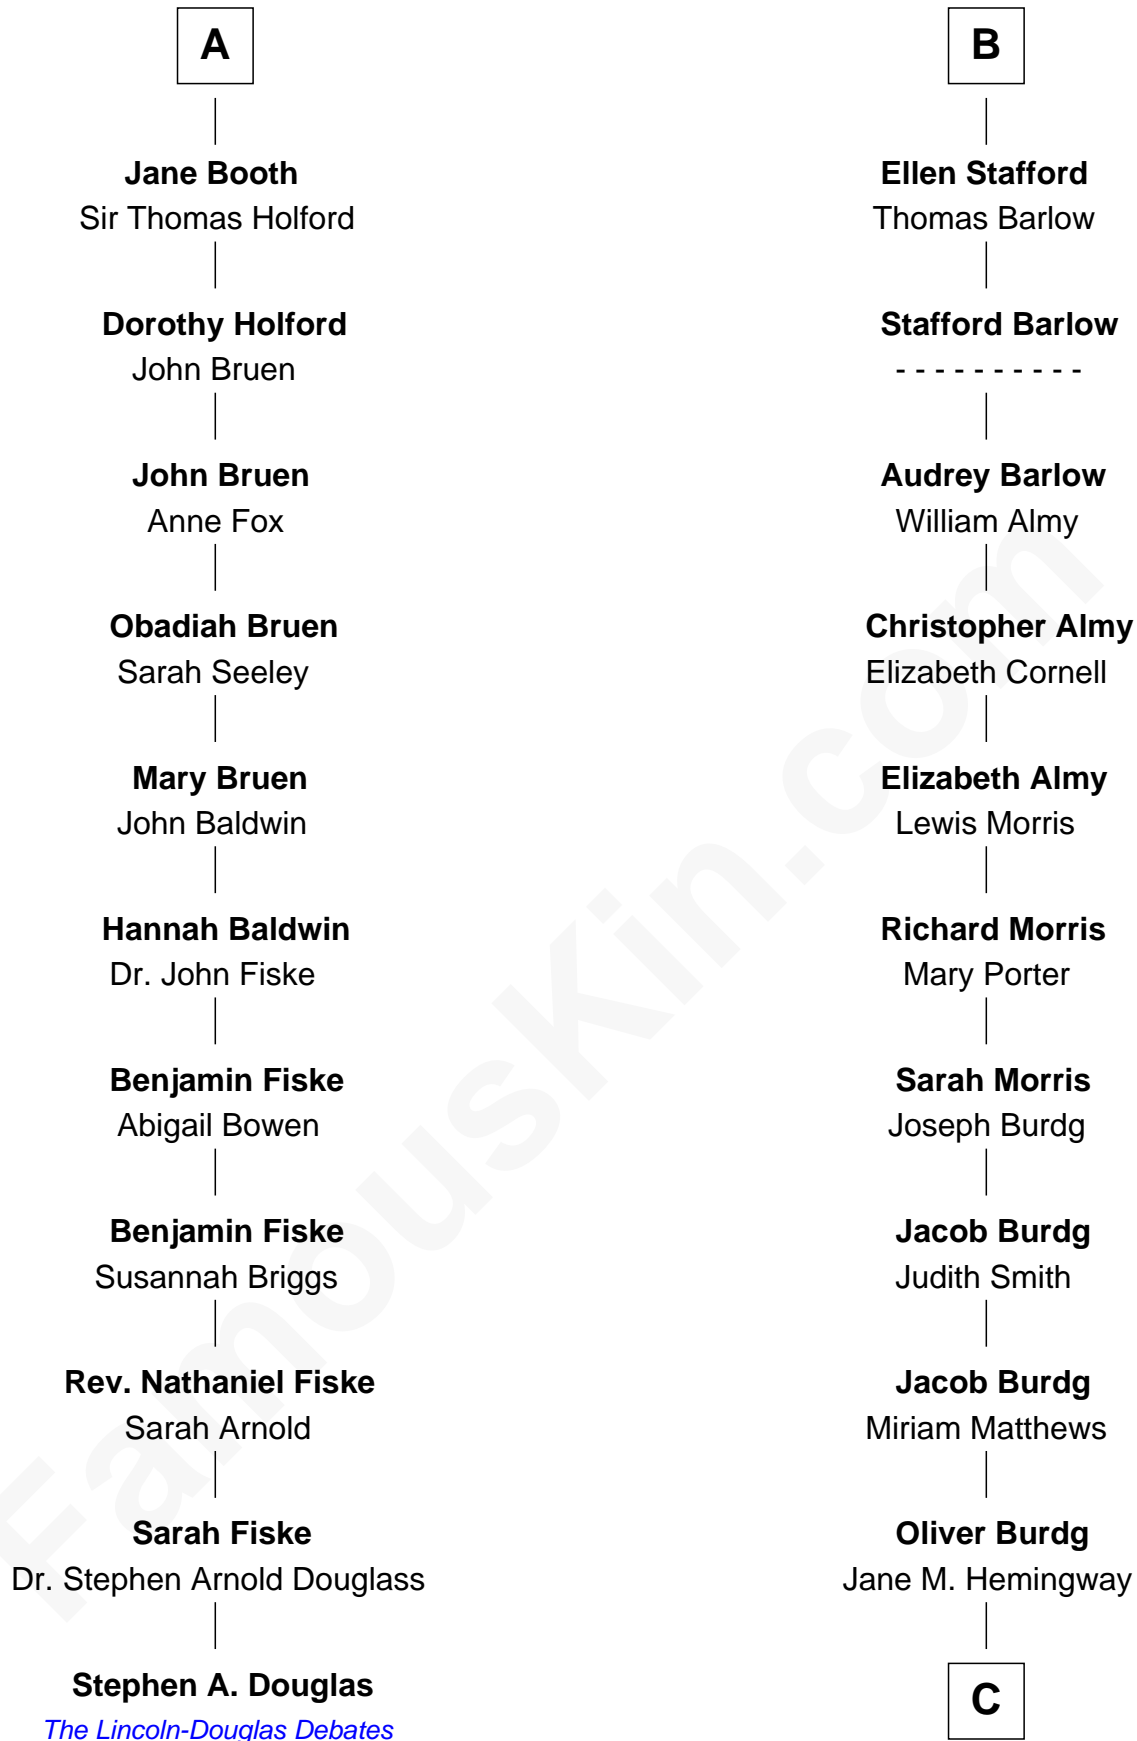 A
Jane Booth
Sir Thomas Holford
Dorothy Holford
John Bruen
John Bruen
Anne Fox
Obadiah Bruen
Sarah Seeley
Mary Bruen
John Baldwin
Hannah Baldwin
Dr. John Fiske
Benjamin Fiske
Abigail Bowen
Benjamin Fiske
Susannah Briggs
Rev. Nathaniel Fiske
Sarah Arnold
Sarah Fiske
Dr. Stephen Arnold Douglass
Stephen A. Douglas
The Lincoln-Douglas Debates
B
Ellen Stafford
Thomas Barlow
Stafford Barlow
- - - - - - - - - -
Audrey Barlow
William Almy
Christopher Almy
Elizabeth Cornell
Elizabeth Almy
Lewis Morris
Richard Morris
Mary Porter
Sarah Morris
Joseph Burdg
Jacob Burdg
Judith Smith
Jacob Burdg
Miriam Matthews
Oliver Burdg
Jane M. Hemingway
C
FamousKin.com